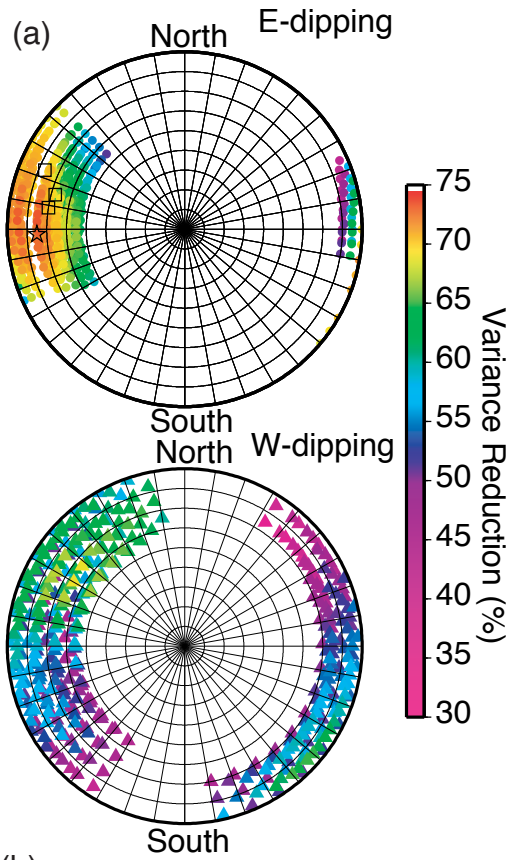 (a)
North
E-dipping
South
North
W-dipping
South
75
70
65
60
55
50
45
40
35
30
Variance Reduction (%)
(b)